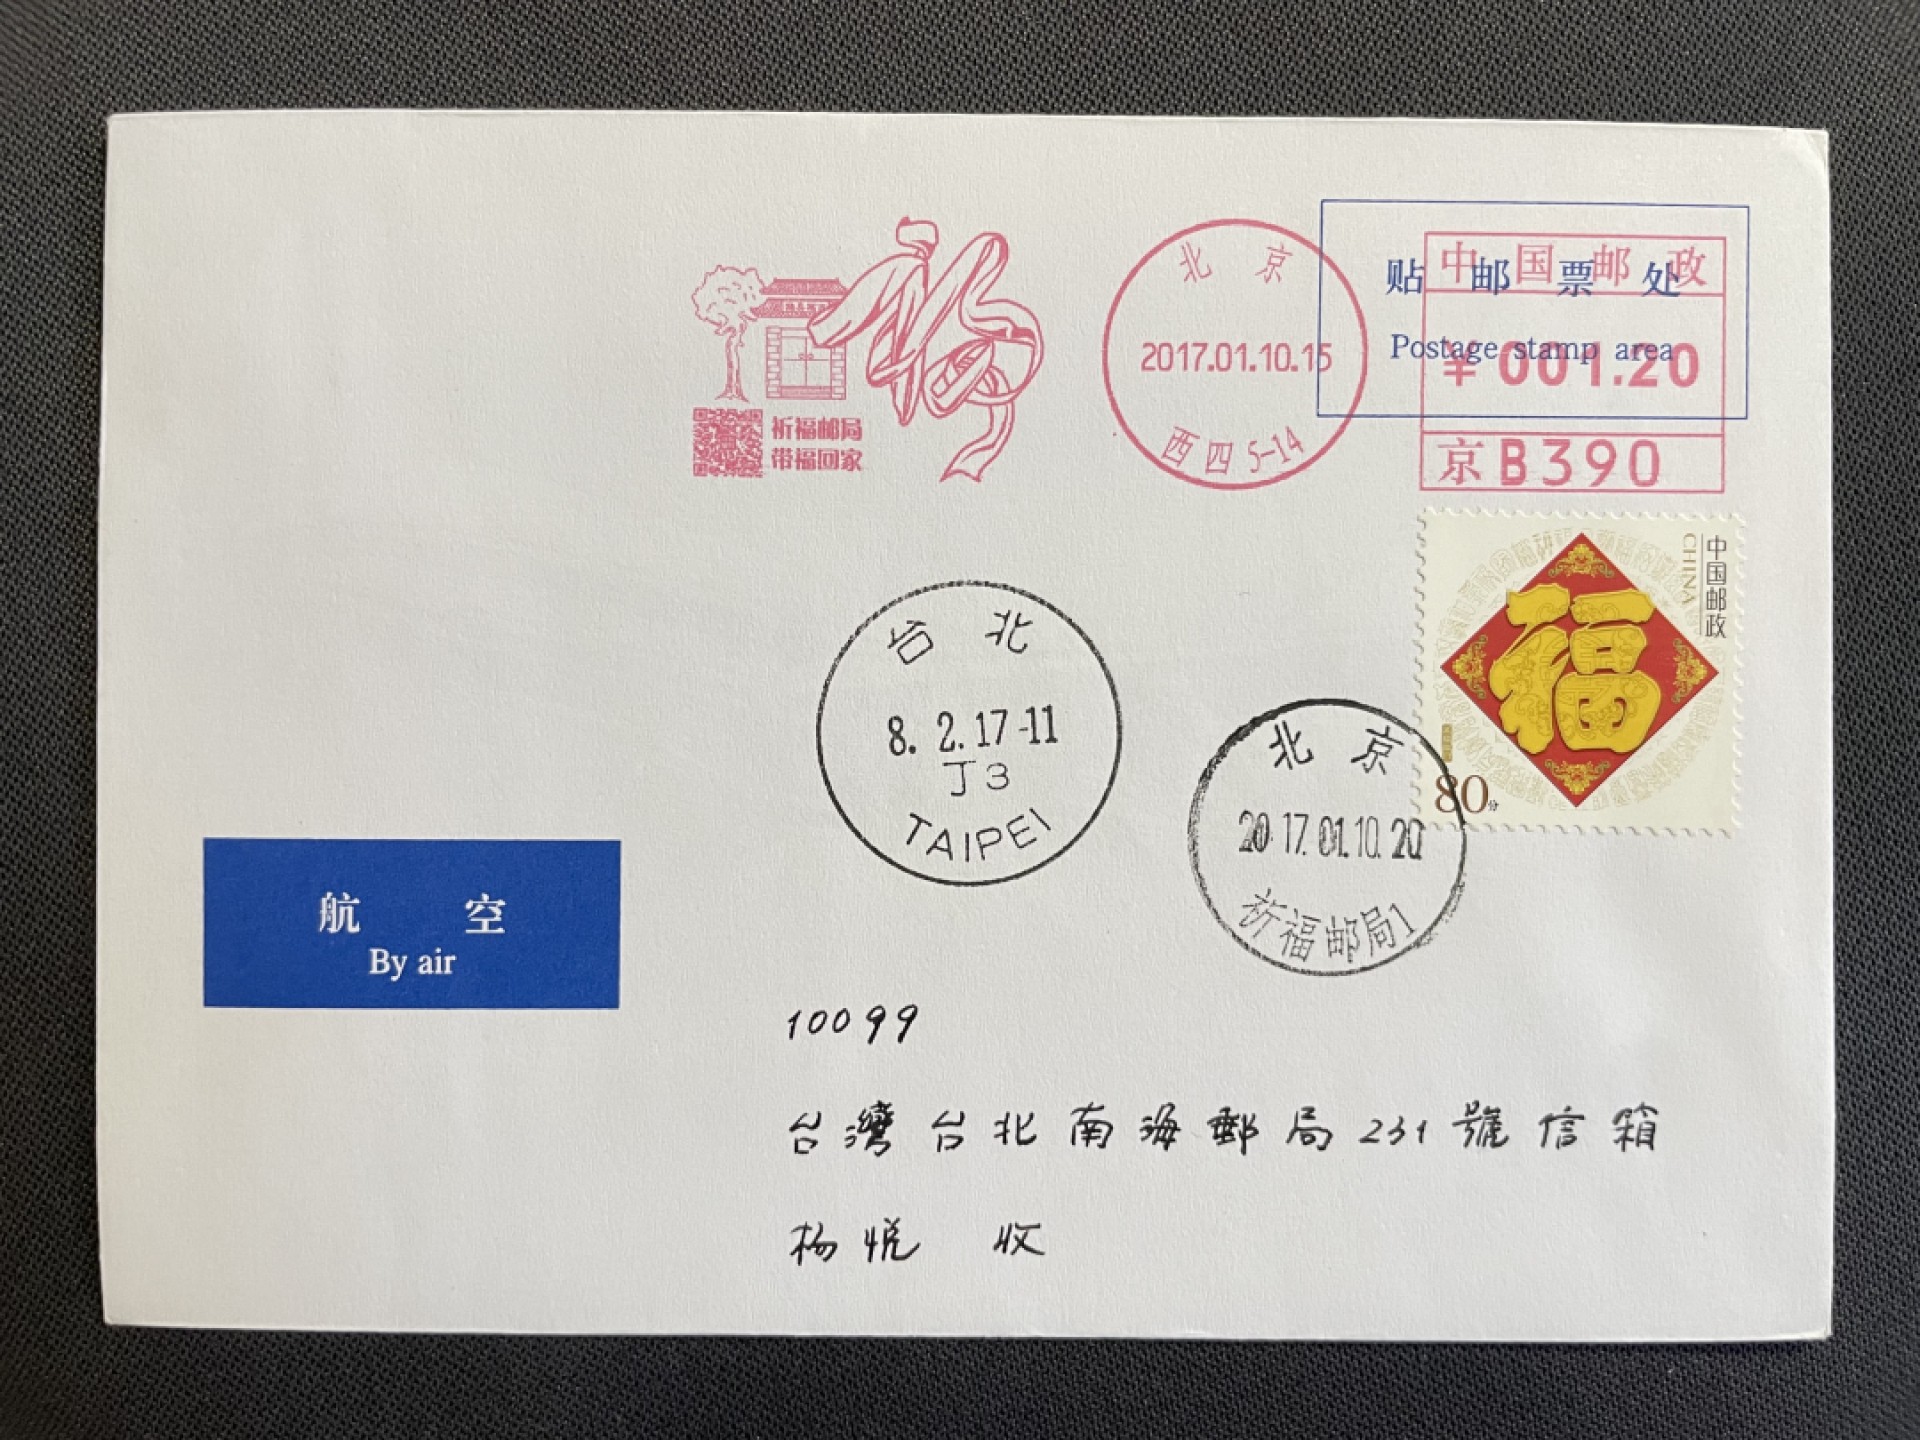 贴邮票处
Postage stamp area
中国邮政
¥001.20
京B390
北京
2017.01.10.15
西四 5-14
祈福邮局
带福回家
中国邮政
CHINA
福
80分
台北
8.2.17-11
J3
TAIPEI
北京
2017.01.10.20
祈福邮局1
航空
By air
10099
台灣台北南海郵局231號信箱
杨悦 收